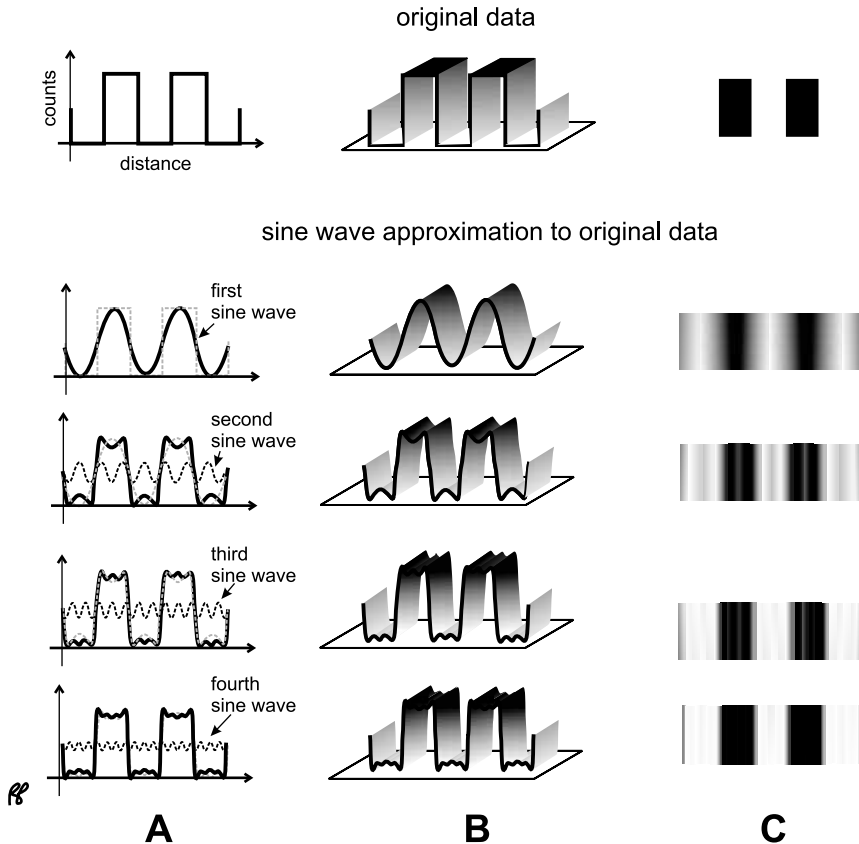 original data
counts
distance
sine wave approximation to original data
first
sine wave
second
sine wave
third
sine wave
fourth
sine wave
A
B
C